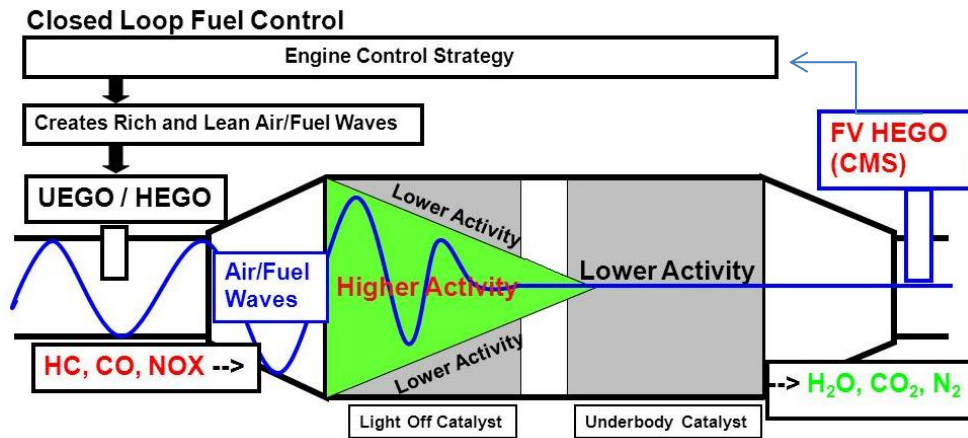 Closed Loop Fuel Control
Engine Control Strategy
Creates Rich and Lean Air/Fuel Waves
FV HEGO
(CMS)
UEGO / HEGO
Lower Activity
Air/Fuel
Waves
Higher Activity
Lower Activity
Lower Activity
HC, CO, NOX -->
--> H₂O, CO₂, N₂
Light Off Catalyst
Underbody Catalyst